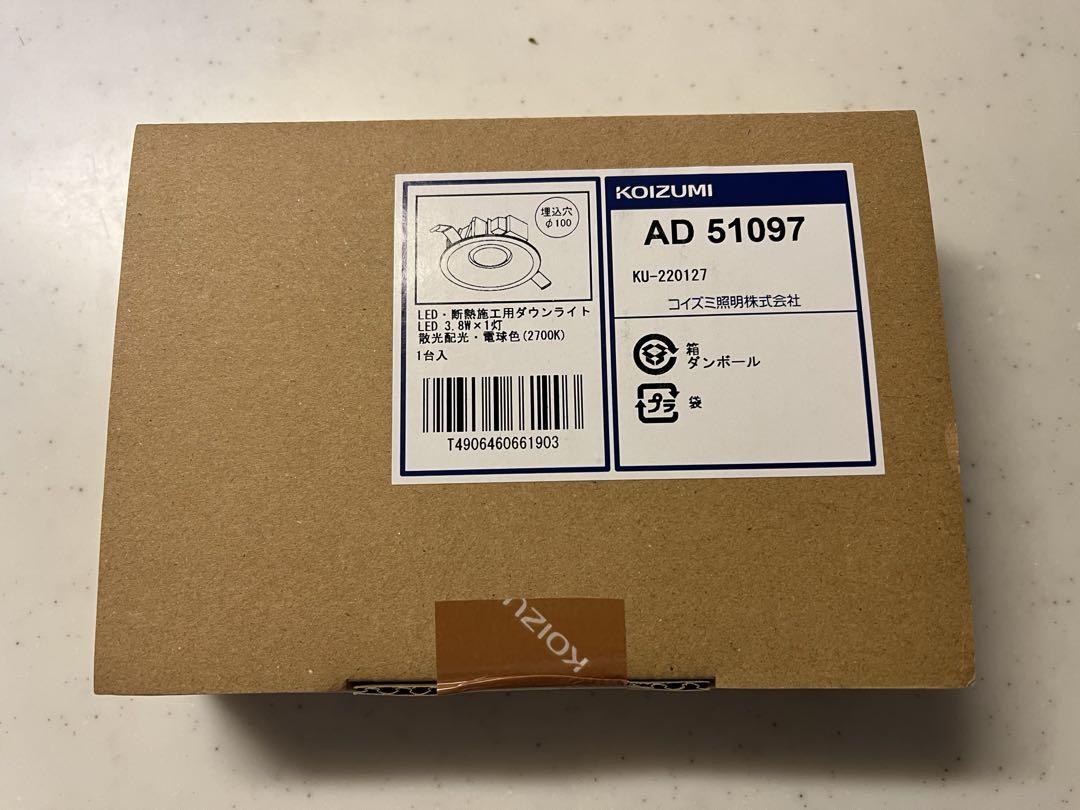 埋込穴
φ100
LED・断熱施工用ダウンライト
LED 3.8W×1灯
散光配光・電球色(2700K)
1台入
T4906460661903
KOIZUMI
AD 51097
KU-220127
コイズミ照明株式会社
箱
ダンボール
プラ
袋
KOIZU